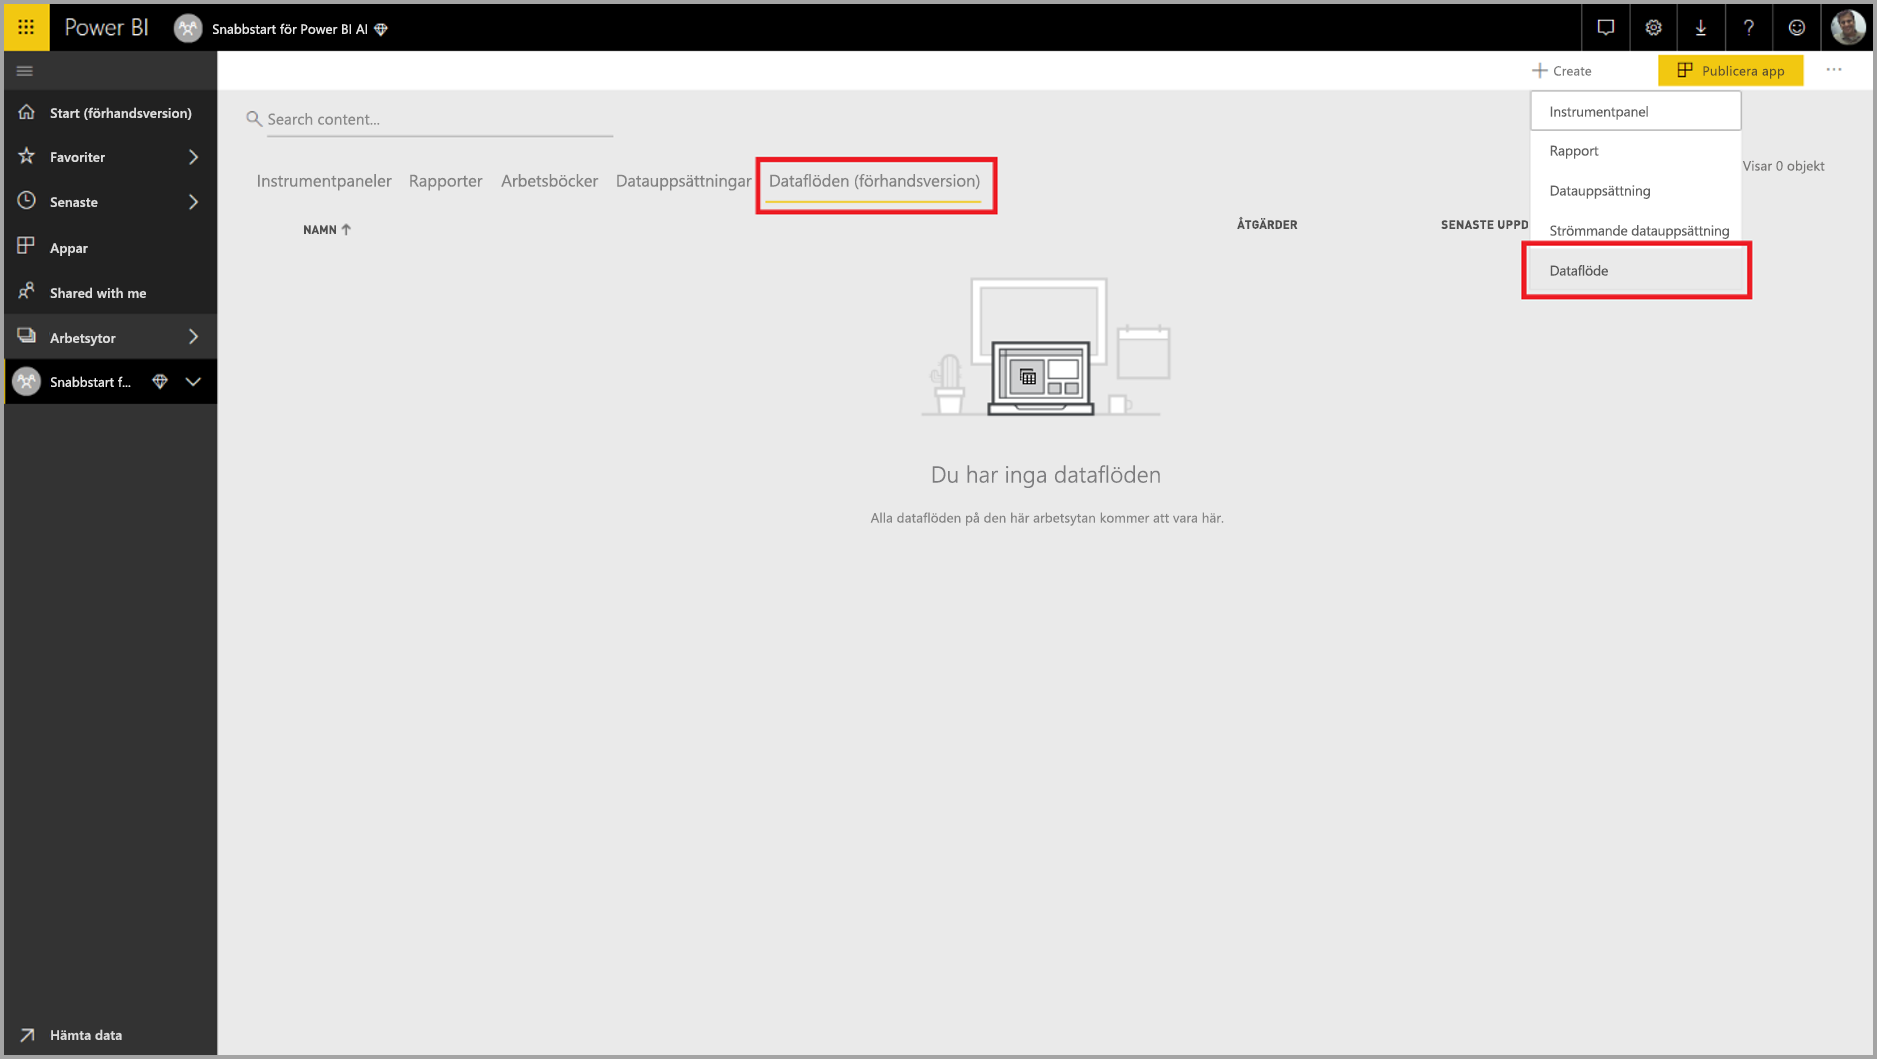 Power BI
Snabbstart för Power BI AI
Create
Publicera app
Start (förhandsversion)
Favoriter
Senaste
Appar
Shared with me
Arbetsytor
Snabbstart f...
Hämta data
Search content...
Instrumentpanel
Rapport
Datauppsättning
Strömmande datauppsättning
Dataflöde
Visar 0 objekt
Instrumentpaneler Rapporter Arbetsböcker Datauppsättningar Dataflöden (förhandsversion)
NAMN ÅTGÄRDER SENASTE UPPD
Du har inga dataflöden
Alla dataflöden på den här arbetsytan kommer att vara här.